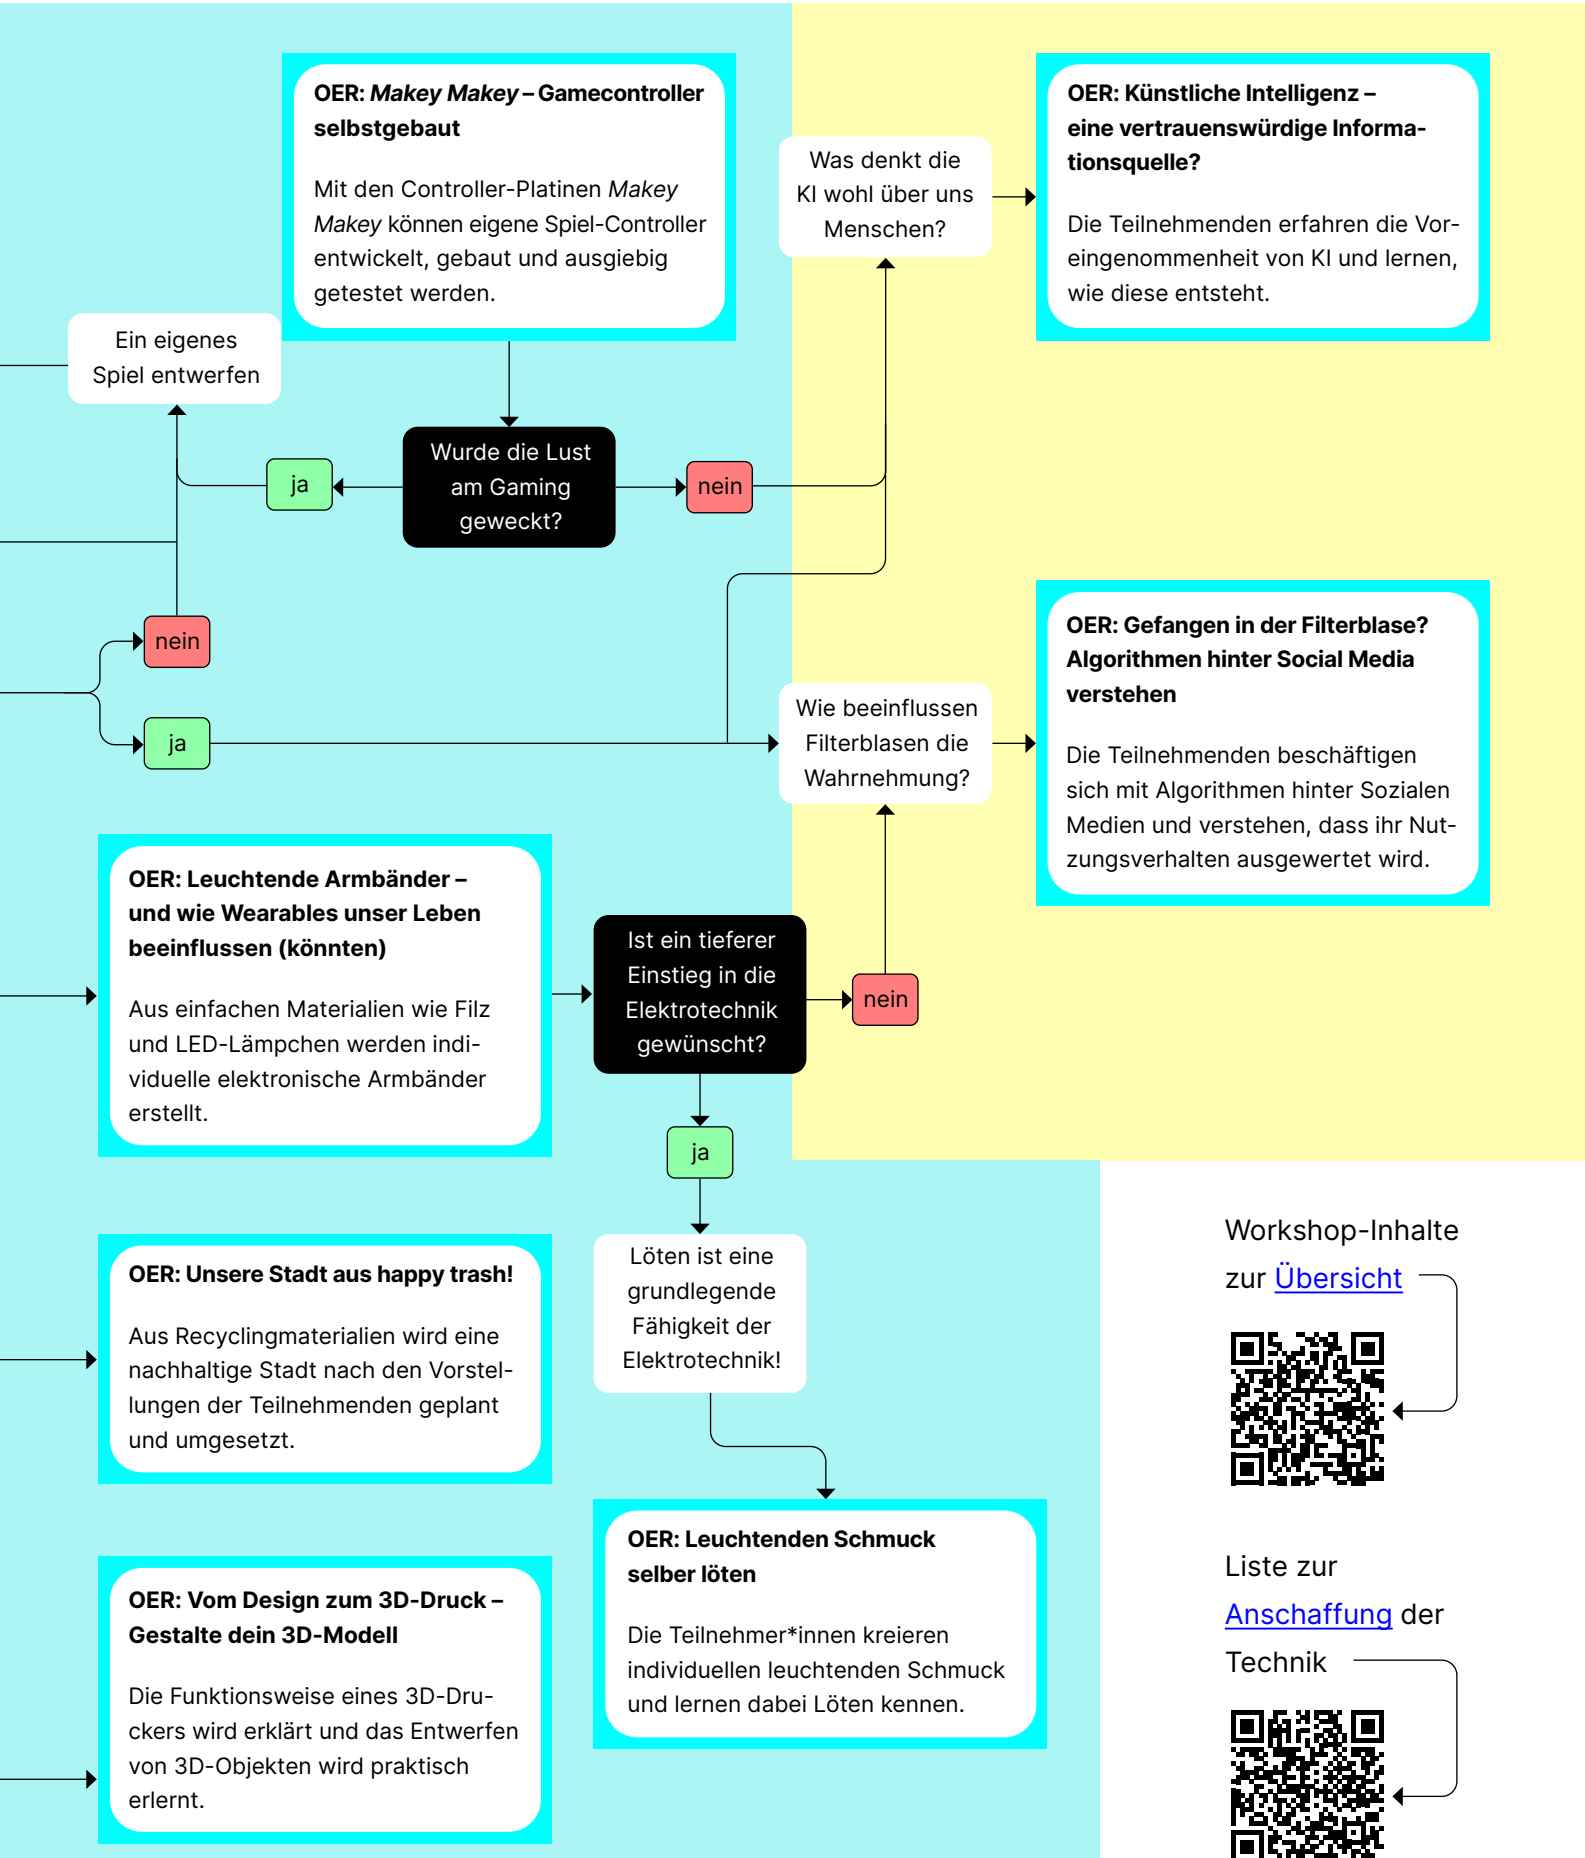 OER: Makey Makey – Gamecontroller
selbstgebaut
Mit den Controller-Platinen Makey
Makey können eigene Spiel-Controller
entwickelt, gebaut und ausgiebig
getestet werden.
Was denkt die
KI wohl über uns
Menschen?
OER: Künstliche Intelligenz –
eine vertrauenswürdige Informa-
tionsquelle?
Die Teilnehmenden erfahren die Vor-
eingenommenheit von KI und lernen,
wie diese entsteht.
Ein eigenes
Spiel entwerfen
ja
Wurde die Lust
am Gaming
geweckt?
nein
nein
ja
Wie beeinflussen
Filterblasen die
Wahrnehmung?
OER: Gefangen in der Filterblase?
Algorithmen hinter Social Media
verstehen
Die Teilnehmenden beschäftigen
sich mit Algorithmen hinter Sozialen
Medien und verstehen, dass ihr Nut-
zungsverhalten ausgewertet wird.
OER: Leuchtende Armbänder –
und wie Wearables unser Leben
beeinflussen (könnten)
Aus einfachen Materialien wie Filz
und LED-Lämpchen werden indi-
viduelle elektronische Armbänder
erstellt.
Ist ein tieferer
Einstieg in die
Elektrotechnik
gewünscht?
nein
ja
Löten ist eine
grundlegende
Fähigkeit der
Elektrotechnik!
OER: Unsere Stadt aus happy trash!
Aus Recyclingmaterialien wird eine
nachhaltige Stadt nach den Vorstel-
lungen der Teilnehmenden geplant
und umgesetzt.
OER: Leuchtenden Schmuck
selber löten
Die Teilnehmer*innen kreieren
individuellen leuchtenden Schmuck
und lernen dabei Löten kennen.
OER: Vom Design zum 3D-Druck –
Gestalte dein 3D-Modell
Die Funktionsweise eines 3D-Dru-
ckers wird erklärt und das Entwerfen
von 3D-Objekten wird praktisch
erlernt.
Workshop-Inhalte
zur Übersicht
Liste zur
Anschaffung der
Technik